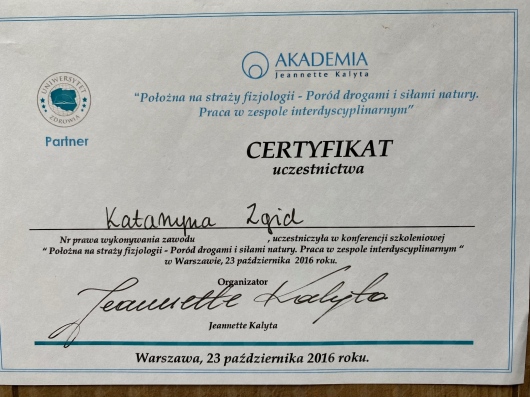 AKADEMIA
Jeannette Kalyta
UNIWERSYTET
ZDROWIA
Partner
"Położna na straży fizjologii - Poród drogami i siłami natury.
Praca w zespole interdyscyplinarnym"
CERTYFIKAT
uczestnictwa
Katarzyna Zgid
Nr prawa wykonywania zawodu , uczestniczyła w konferencji szkoleniowej
" Położna na straży fizjologii - Poród drogami i siłami natury. Praca w zespole interdyscyplinarnym "
w Warszawie, 23 października 2016 roku.
Organizator
Jeannette Kalyta
Jeannette Kalyta
Warszawa, 23 października 2016 roku.